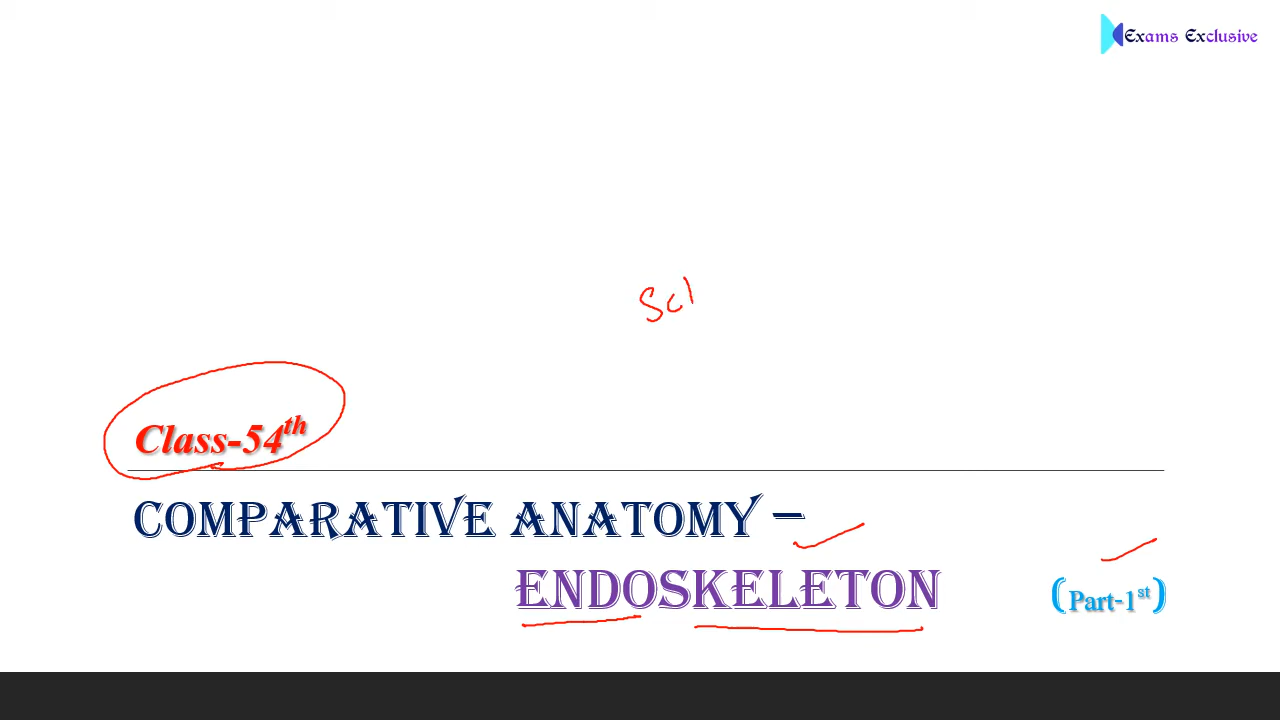 Exams Exclusive
Scl
Class-54th
COMPARATIVE ANATOMY –
ENDOSKELETON
(Part-1st)